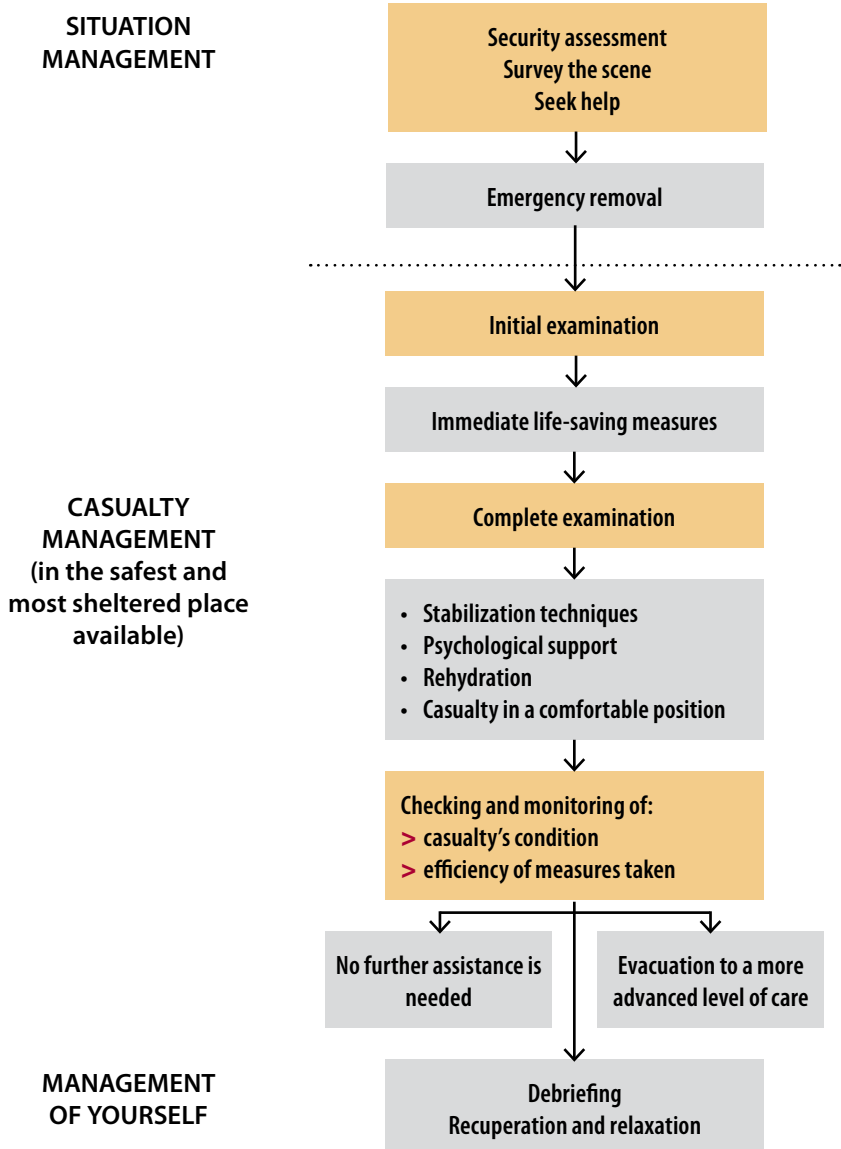 SITUATION
MANAGEMENT
Security assessment
Survey the scene
Seek help
Emergency removal
Initial examination
Immediate life-saving measures
CASUALTY
MANAGEMENT
(in the safest and
most sheltered place
available)
Complete examination
• Stabilization techniques
• Psychological support
• Rehydration
• Casualty in a comfortable position
Checking and monitoring of:
> casualty's condition
> efficiency of measures taken
No further assistance is
needed
Evacuation to a more
advanced level of care
MANAGEMENT
OF YOURSELF
Debriefing
Recuperation and relaxation